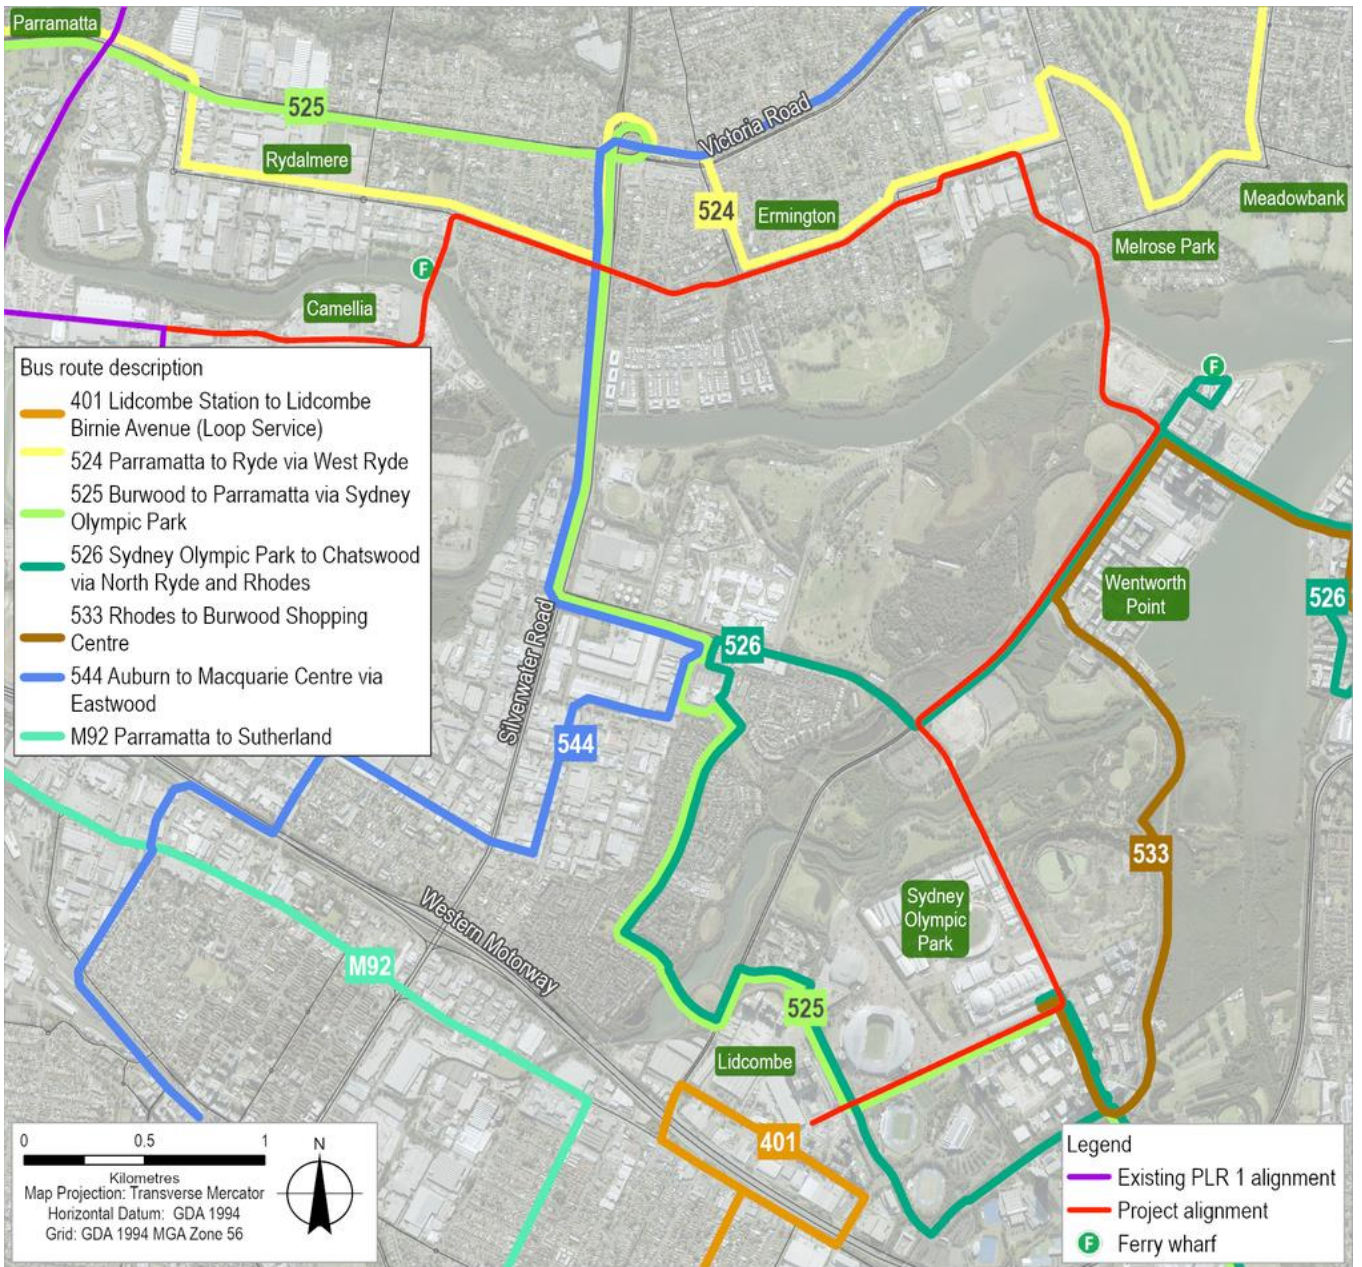 Parramatta
525
Victoria Road
Rydalmere
524
Ermington
Meadowbank
Melrose Park
F
Camellia
F
Bus route description
401 Lidcombe Station to Lidcombe
Birnie Avenue (Loop Service)
524 Parramatta to Ryde via West Ryde
525 Burwood to Parramatta via Sydney
Olympic Park
526 Sydney Olympic Park to Chatswood
via North Ryde and Rhodes
533 Rhodes to Burwood Shopping
Centre
544 Auburn to Macquarie Centre via
Eastwood
M92 Parramatta to Sutherland
Wentworth
Point
526
526
Silverwater Road
544
533
Sydney
Olympic
Park
Western Motorway
M92
525
Lidcombe
401
0 0.5 1
Kilometres
Map Projection: Transverse Mercator
Horizontal Datum: GDA 1994
Grid: GDA 1994 MGA Zone 56
N
Legend
Existing PLR 1 alignment
Project alignment
F Ferry wharf